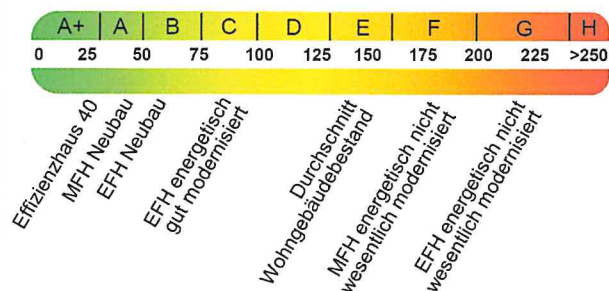 A+ A B C D E F G H
0 25 50 75 100 125 150 175 200 225 >250
Effizienzhaus 40
MFH Neubau
EFH Neubau
EFH energetisch
gut modernisiert
Durchschnitt
Wohngebäudebestand
MFH energetisch nicht
wesentlich modernisiert
EFH energetisch nicht
wesentlich modernisiert